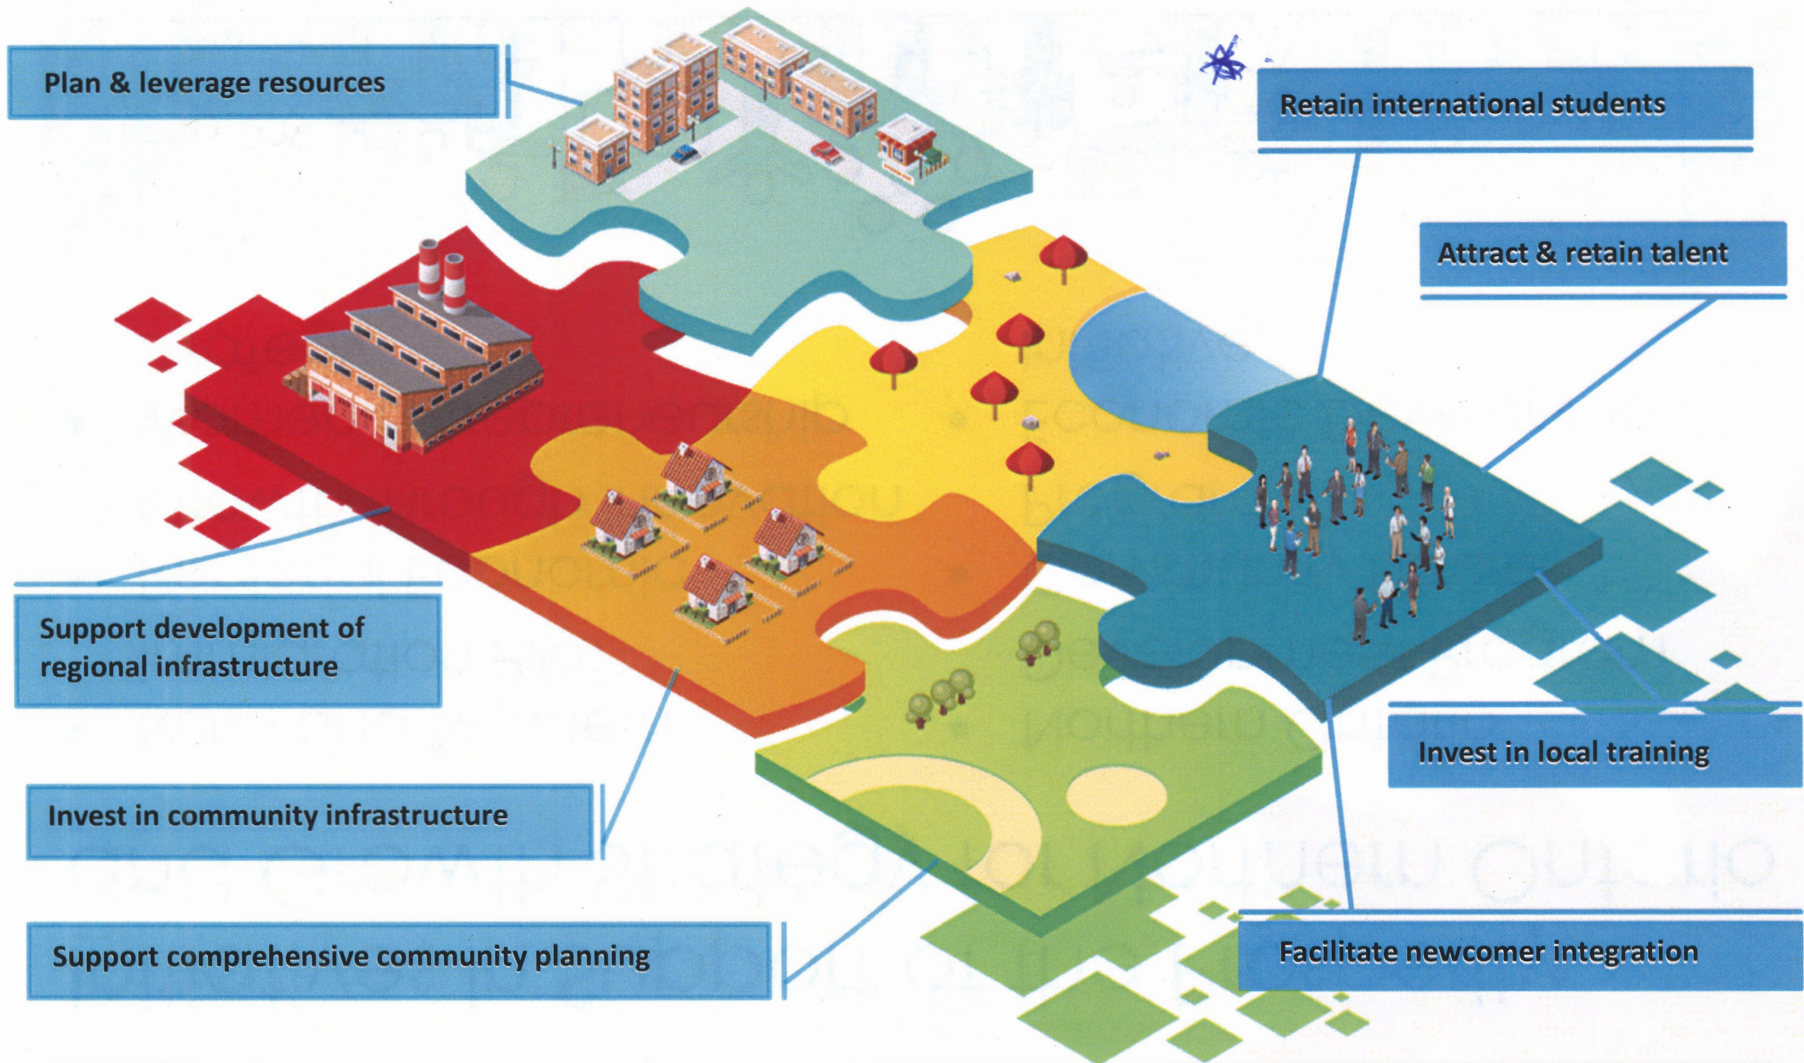 Plan & leverage resources
Retain international students
Attract & retain talent
Support development of
regional infrastructure
Invest in local training
Invest in community infrastructure
Support comprehensive community planning
Facilitate newcomer integration